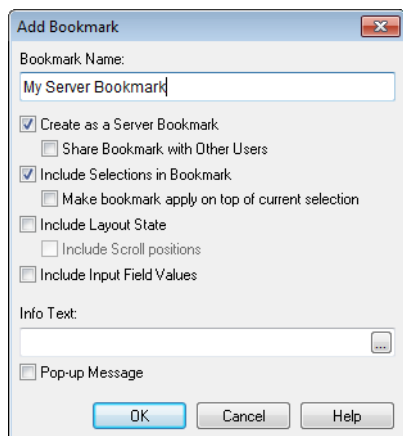 Add Bookmark
Bookmark Name:
My Server Bookmark
Create as a Server Bookmark
Share Bookmark with Other Users
Include Selections in Bookmark
Make bookmark apply on top of current selection
Include Layout State
Include Scroll positions
Include Input Field Values
Info Text:
...
Pop-up Message
OK Cancel Help